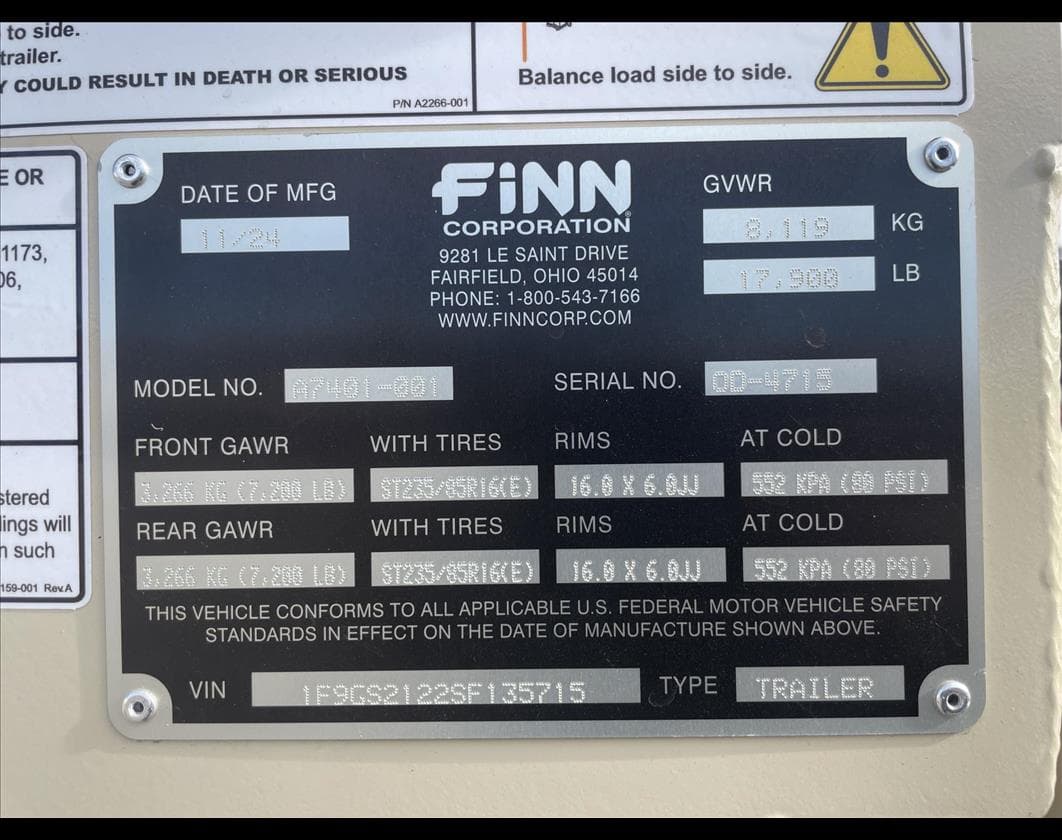 to side.
trailer.
Y COULD RESULT IN DEATH OR SERIOUS
P/N A2266-001
Balance load side to side.
E OR
1173,
06,
stered
lings will
n such
159-001 Rev.A
DATE OF MFG
11/24
FiNN
CORPORATION
9281 LE SAINT DRIVE
FAIRFIELD, OHIO 45014
PHONE: 1-800-543-7166
WWW.FINNCORP.COM
GVWR
8,119 KG
17,900 LB
MODEL NO. A7401-001 SERIAL NO. OD-4715
FRONT GAWR WITH TIRES RIMS AT COLD
3,266 KG (7,200 LB) ST235/85R16(E) 16.0 X 6.0JJ 552 KPA (80 PSI)
REAR GAWR WITH TIRES RIMS AT COLD
3,266 KG (7,200 LB) ST235/85R16(E) 16.0 X 6.0JJ 552 KPA (80 PSI)
THIS VEHICLE CONFORMS TO ALL APPLICABLE U.S. FEDERAL MOTOR VEHICLE SAFETY
STANDARDS IN EFFECT ON THE DATE OF MANUFACTURE SHOWN ABOVE.
VIN 1F9GS2122SF135715 TYPE TRAILER